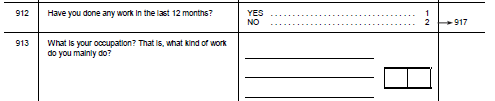 912 Have you done any work in the last 12 months? YES ................................ 1
NO ................................ 2 → 917
913 What is your occupation? That is, what kind of work
do you mainly do?